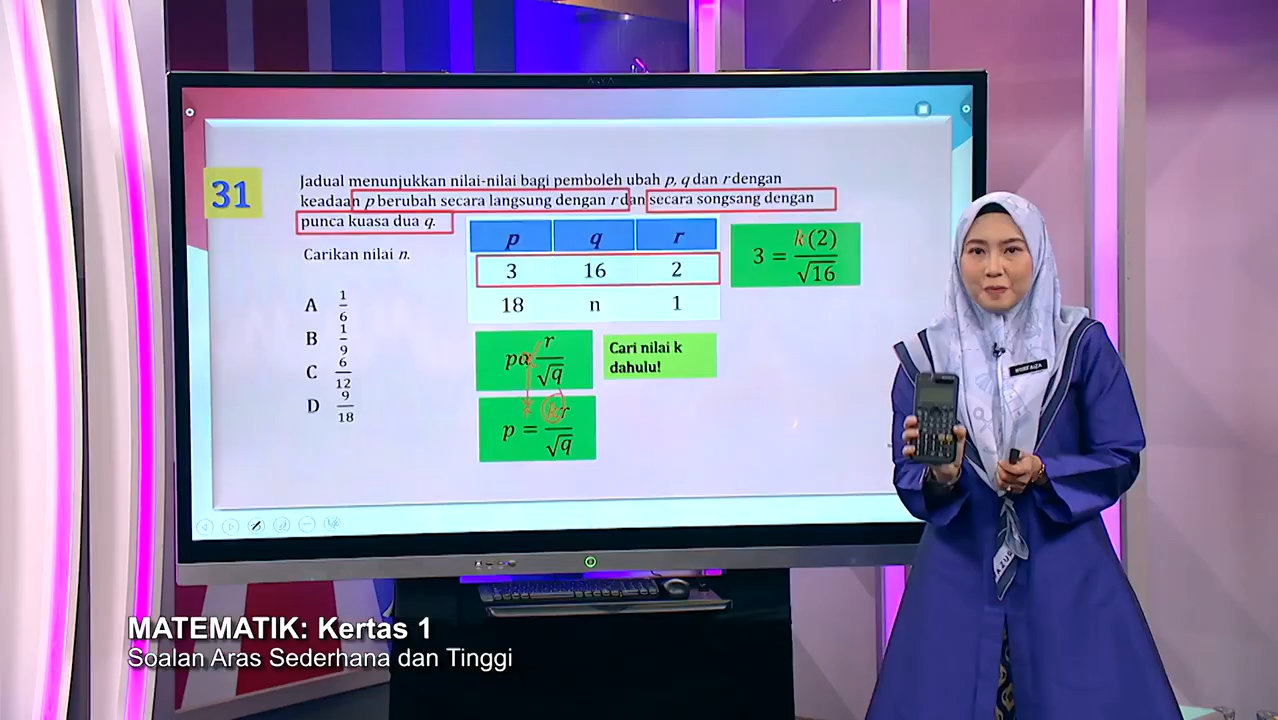 31
Jadual menunjukkan nilai-nilai bagi pemboleh ubah p, q dan r dengan
keadaan p berubah secara langsung dengan r dan secara songsang dengan
punca kuasa dua q.
Carikan nilai n.
p q r
3 16 2
18 n 1
3 = k(2)/√16
A 1/6
B 1/9
C 6/12
D 9/18
pα r/√q
Cari nilai k
dahulu!
p = kr/√q
MATEMATIK: Kertas 1
Soalan Aras Sederhana dan Tinggi